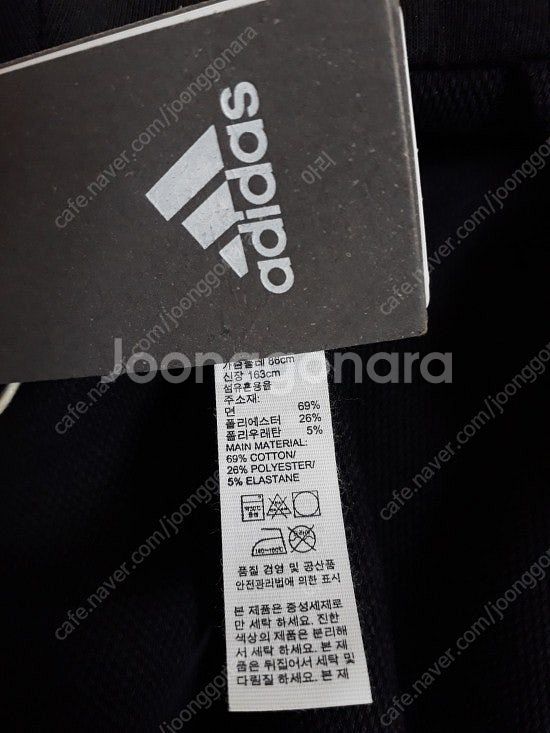 adidas
아리
Joonggonara
cafe.naver.com/joonggonara
가슴둘레 88cm
신장 163cm
섬유혼용율
주소재:
면 69%
폴리에스터 26%
폴리우레탄 5%
MAIN MATERIAL:
69% COTTON/
26% POLYESTER/
5% ELASTANE
품질 경영 및 공산품
안전관리법에 의한 표시
본 제품은 중성세제로
만 세탁 하세요. 진한
색상의 제품은 분리해
서 세탁 하세요. 본 제
품은 뒤집어서 세탁 및
다림질 하세요. 본 제